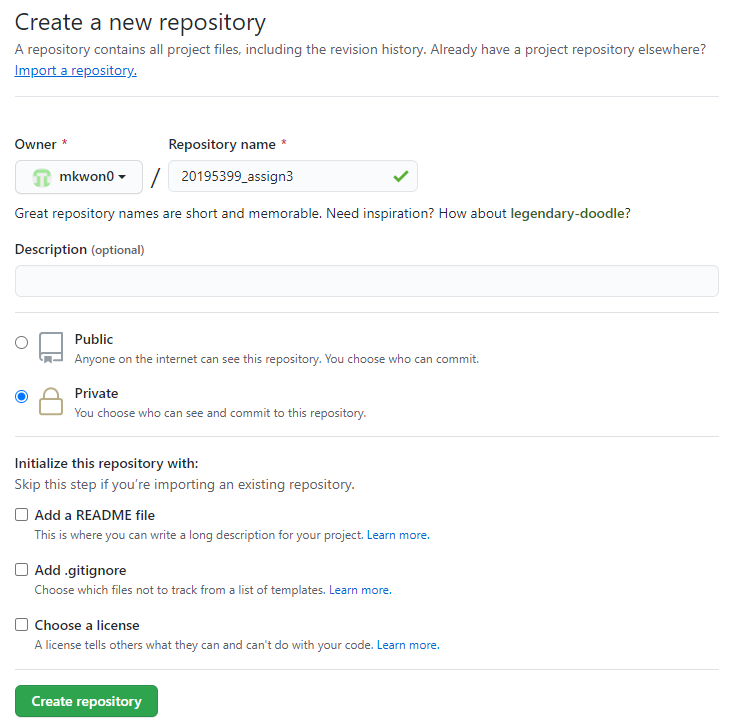 Create a new repository
A repository contains all project files, including the revision history. Already have a project repository elsewhere?
Import a repository.
Owner *
Repository name *
mkwon0
/
20195399_assign3
Great repository names are short and memorable. Need inspiration? How about legendary-doodle?
Description (optional)
Public
Anyone on the internet can see this repository. You choose who can commit.
Private
You choose who can see and commit to this repository.
Initialize this repository with:
Skip this step if you're importing an existing repository.
Add a README file
This is where you can write a long description for your project. Learn more.
Add .gitignore
Choose which files not to track from a list of templates. Learn more.
Choose a license
A license tells others what they can and can't do with your code. Learn more.
Create repository